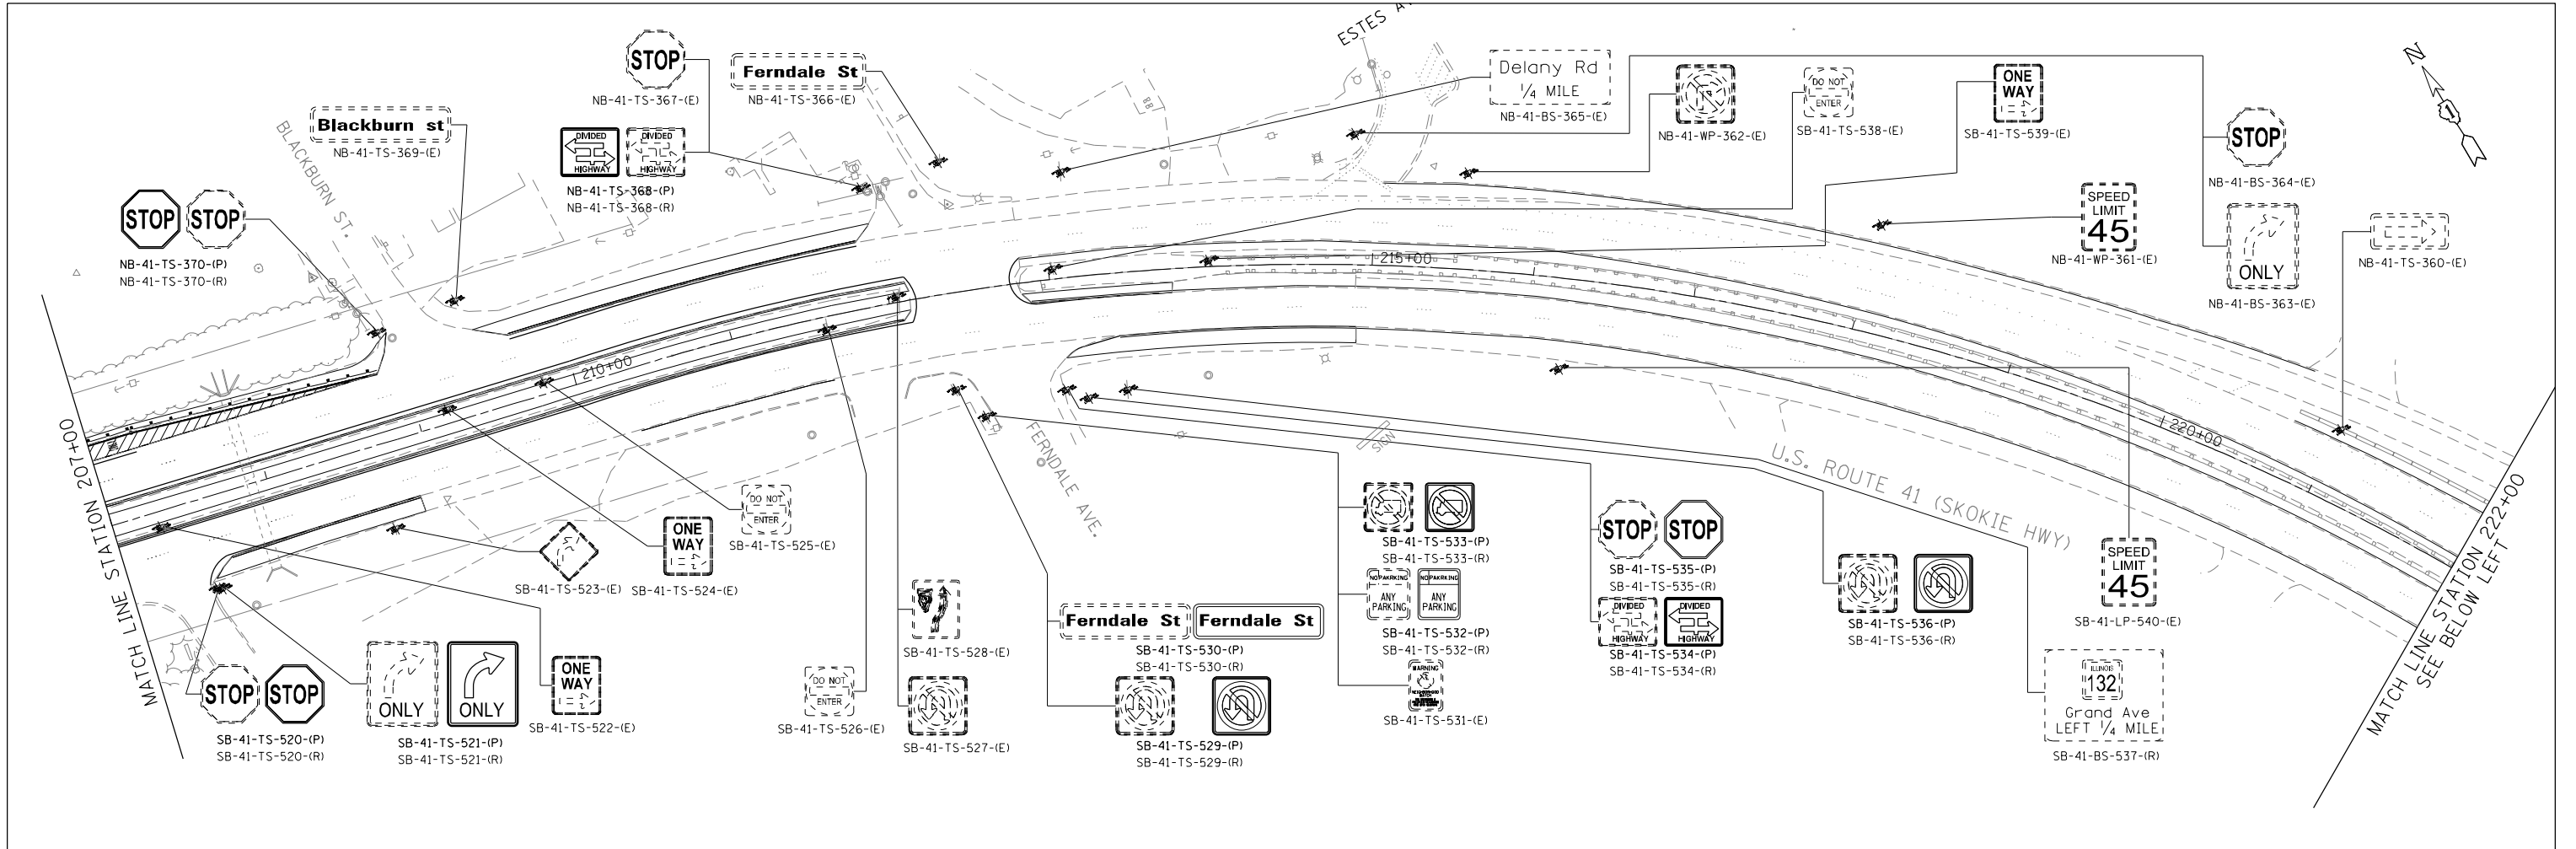 ESTES A
N
STOP
NB-41-TS-367-(E)
Ferndale St
NB-41-TS-366-(E)
Delany Rd
1/4 MILE
NB-41-BS-365-(E)
NB-41-WP-362-(E)
DO NOT
ENTER
SB-41-TS-538-(E)
ONE
WAY
SB-41-TS-539-(E)
Blackburn st
NB-41-TS-369-(E)
DIVIDED
HIGHWAY
DIVIDED
HIGHWAY
NB-41-TS-368-(P)
NB-41-TS-368-(R)
STOP
NB-41-BS-364-(E)
BLACKBURN ST.
STOP
STOP
NB-41-TS-370-(P)
NB-41-TS-370-(R)
SPEED
LIMIT
45
NB-41-WP-361-(E)
ONLY
NB-41-BS-363-(E)
NB-41-TS-360-(E)
215+00
210+00
220+00
MATCH LINE STATION 207+00
FERNDALE AVE.
SIGN
U.S. ROUTE 41 (SKOKIE HWY)
MATCH LINE STATION 222+00
SEE BELOW LEFT
DO NOT
ENTER
SB-41-TS-525-(E)
ONE
WAY
SB-41-TS-524-(E)
SB-41-TS-523-(E)
SB-41-TS-533-(P)
SB-41-TS-533-(R)
NO PAKRKING
ANY
PARKING
NO PAKRKING
ANY
PARKING
SB-41-TS-532-(P)
SB-41-TS-532-(R)
WARNING
SB-41-TS-531-(E)
STOP
STOP
SB-41-TS-535-(P)
SB-41-TS-535-(R)
DIVIDED
HIGHWAY
DIVIDED
HIGHWAY
SB-41-TS-534-(P)
SB-41-TS-534-(R)
SB-41-TS-536-(P)
SB-41-TS-536-(R)
SPEED
LIMIT
45
SB-41-LP-540-(E)
ILLINOIS
132
Grand Ave
LEFT 1/4 MILE
SB-41-BS-537-(R)
STOP
STOP
SB-41-TS-520-(P)
SB-41-TS-520-(R)
ONLY
ONLY
SB-41-TS-521-(P)
SB-41-TS-521-(R)
ONE
WAY
SB-41-TS-522-(E)
DO NOT
ENTER
SB-41-TS-526-(E)
SB-41-TS-528-(E)
SB-41-TS-527-(E)
Ferndale St
Ferndale St
SB-41-TS-530-(P)
SB-41-TS-530-(R)
SB-41-TS-529-(P)
SB-41-TS-529-(R)